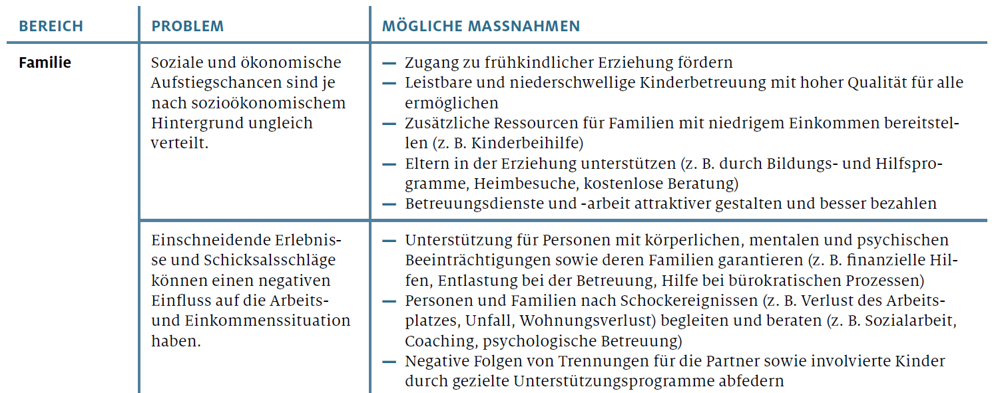 BEREICH PROBLEM MÖGLICHE MASSNAHMEN
Familie
Soziale und ökonomische
Aufstiegschancen sind je
nach sozioökonomischem
Hintergrund ungleich
verteilt.
— Zugang zu frühkindlicher Erziehung fördern
— Leistbare und niederschwellige Kinderbetreuung mit hoher Qualität für alle
ermöglichen
— Zusätzliche Ressourcen für Familien mit niedrigem Einkommen bereitstel-
len (z. B. Kinderbeihilfe)
— Eltern in der Erziehung unterstützen (z. B. durch Bildungs- und Hilfspro-
gramme, Heimbesuche, kostenlose Beratung)
— Betreuungsdienste und -arbeit attraktiver gestalten und besser bezahlen
Einschneidende Erlebnis-
se und Schicksalsschläge
können einen negativen
Einfluss auf die Arbeits-
und Einkommenssituation
haben.
— Unterstützung für Personen mit körperlichen, mentalen und psychischen
Beeinträchtigungen sowie deren Familien garantieren (z. B. finanzielle Hil-
fen, Entlastung bei der Betreuung, Hilfe bei bürokratischen Prozessen)
— Personen und Familien nach Schockereignissen (z. B. Verlust des Arbeits-
platzes, Unfall, Wohnungsverlust) begleiten und beraten (z. B. Sozialarbeit,
Coaching, psychologische Betreuung)
— Negative Folgen von Trennungen für die Partner sowie involvierte Kinder
durch gezielte Unterstützungsprogramme abfedern